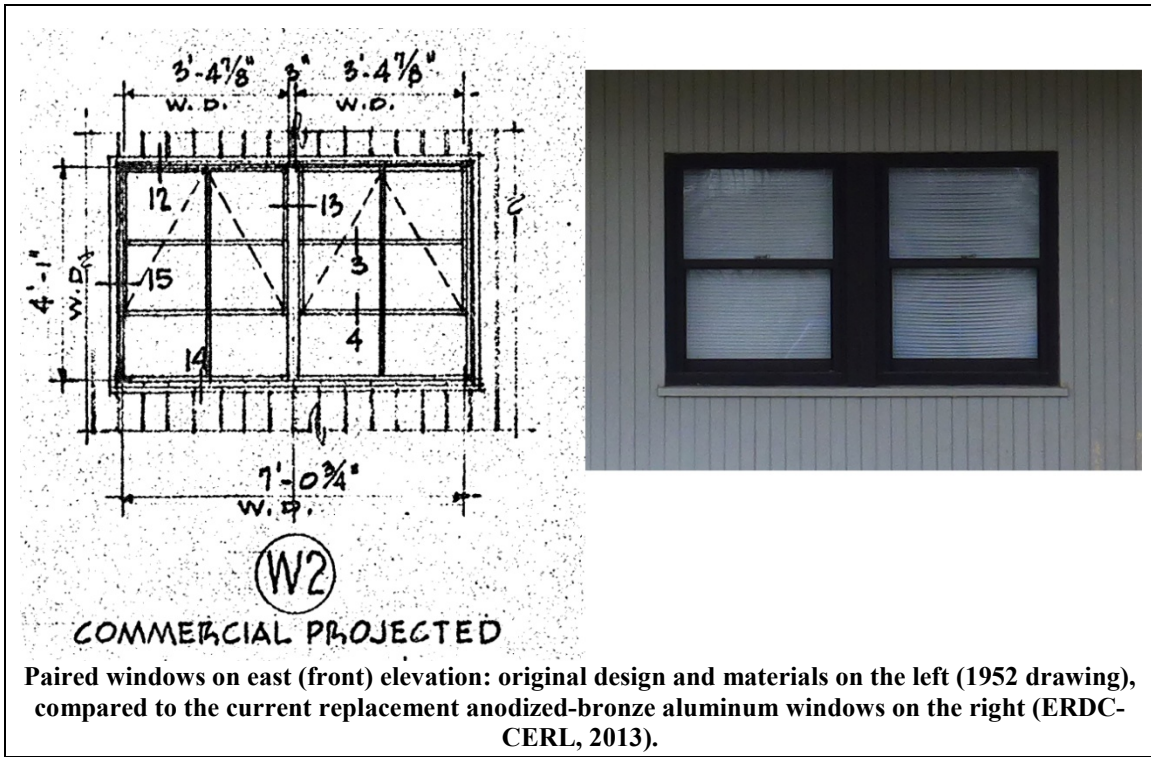 3'-4⅞" 3" 3'-4⅞"
W.D. W.D.
12
13
3
15
4'-1"
W.D.
4
14
7'-0¾"
W.D.
W2
COMMERCIAL PROJECTED
Paired windows on east (front) elevation: original design and materials on the left (1952 drawing),
compared to the current replacement anodized-bronze aluminum windows on the right (ERDC-
CERL, 2013).